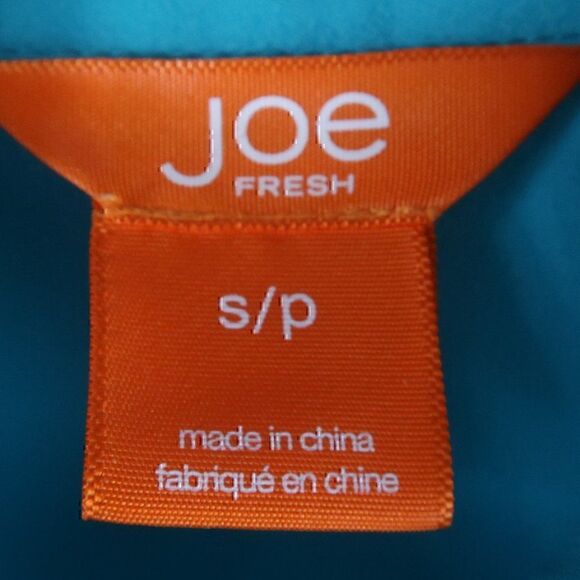 Joe
FRESH
s/p
made in china
fabriqué en chine